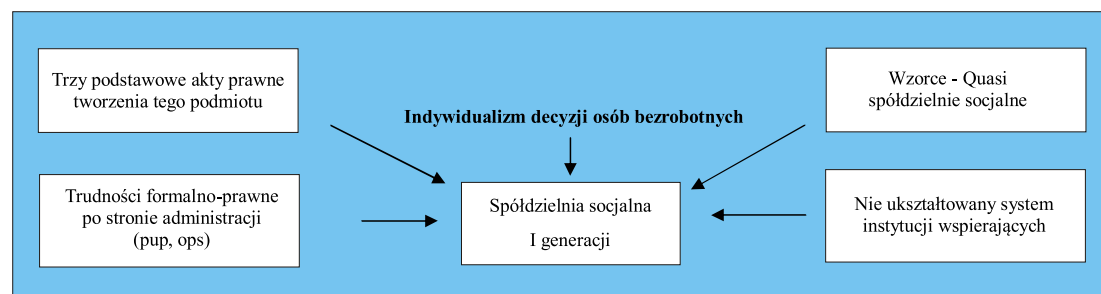 Trzy podstawowe akty prawne
tworzenia tego podmiotu
Wzorce - Quasi
spółdzielnie socjalne
Indywidualizm decyzji osób bezrobotnych
Trudności formalno-prawne
po stronie administracji
(pup, ops)
Spółdzielnia socjalna
I generacji
Nie ukształtowany system
instytucji wspierających